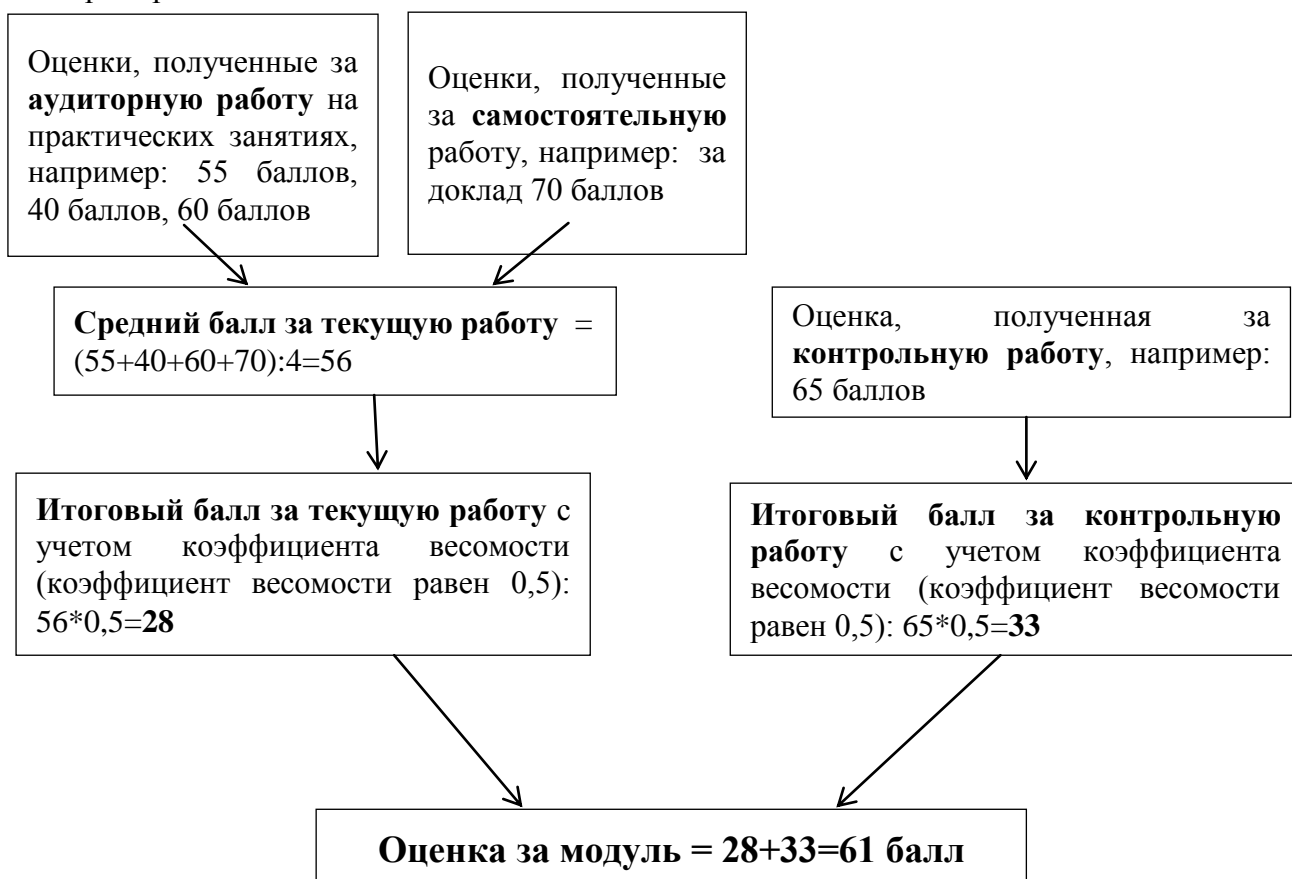 Оценки, полученные за
аудиторную работу на
практических занятиях,
например: 55 баллов,
40 баллов, 60 баллов
Оценки, полученные
за самостоятельную
работу, например: за
доклад 70 баллов
Средний балл за текущую работу =
(55+40+60+70):4=56
Оценка, полученная за
контрольную работу, например:
65 баллов
Итоговый балл за текущую работу с
учетом коэффициента весомости
(коэффициент весомости равен 0,5):
56*0,5=28
Итоговый балл за контрольную
работу с учетом коэффициента
весомости (коэффициент весомости
равен 0,5): 65*0,5=33
Оценка за модуль = 28+33=61 балл